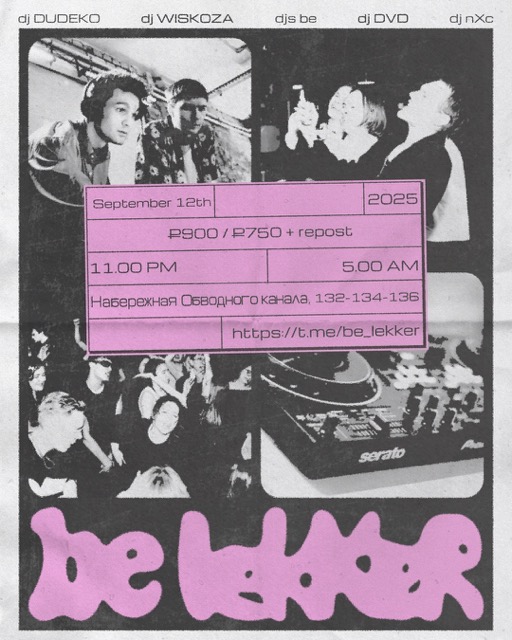 dj DUDEKO dj WISKOZA djs be dj DVD dj nXc
September 12th 2025
₽900 / ₽750 + repost
11.00 PM 5.00 AM
Набережная Обводного канала, 132-134-136
https://t.me/be_lekker
serato
be lekker